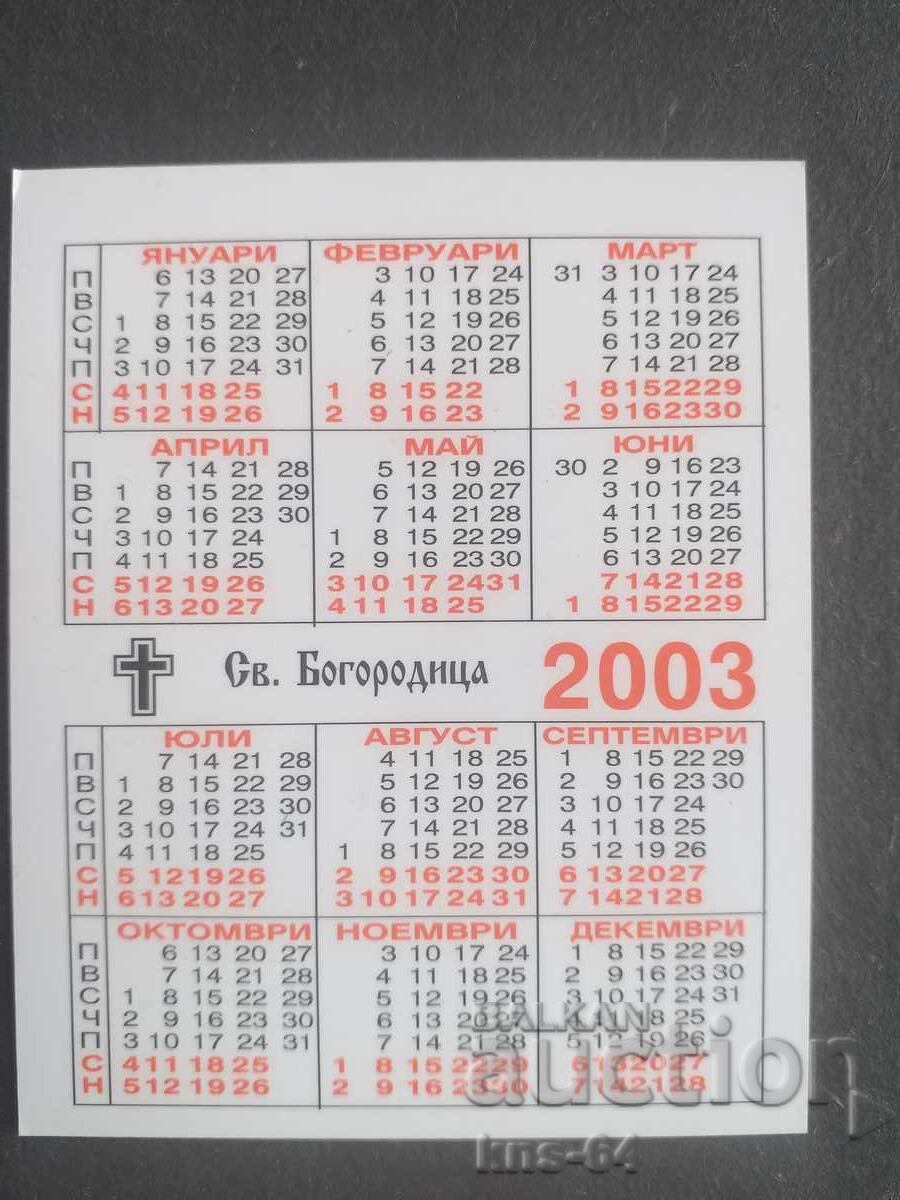 ЯНУАРИ ФЕВРУАРИ МАРТ
П 6 13 20 27 3 10 17 24 31 3 10 17 24
В 7 14 21 28 4 11 18 25 4 11 18 25
С 1 8 15 22 29 5 12 19 26 5 12 19 26
Ч 2 9 16 23 30 6 13 20 27 6 13 20 27
П 3 10 17 24 31 7 14 21 28 7 14 21 28
С 4 11 18 25 1 8 15 22 1 8 15 22 29
Н 5 12 19 26 2 9 16 23 2 9 16 23 30
АПРИЛ МАЙ ЮНИ
П 7 14 21 28 5 12 19 26 30 2 9 16 23
В 1 8 15 22 29 6 13 20 27 3 10 17 24
С 2 9 16 23 30 7 14 21 28 4 11 18 25
Ч 3 10 17 24 1 8 15 22 29 5 12 19 26
П 4 11 18 25 2 9 16 23 30 6 13 20 27
С 5 12 19 26 3 10 17 24 31 7 14 21 28
Н 6 13 20 27 4 11 18 25 1 8 15 22 29
Св. Богородица 2003
ЮЛИ АВГУСТ СЕПТЕМВРИ
П 7 14 21 28 4 11 18 25 1 8 15 22 29
В 1 8 15 22 29 5 12 19 26 2 9 16 23 30
С 2 9 16 23 30 6 13 20 27 3 10 17 24
Ч 3 10 17 24 31 7 14 21 28 4 11 18 25
П 4 11 18 25 1 8 15 22 29 5 12 19 26
С 5 12 19 26 2 9 16 23 30 6 13 20 27
Н 6 13 20 27 3 10 17 24 31 7 14 21 28
ОКТОМВРИ НОЕМВРИ ДЕКЕМВРИ
П 6 13 20 27 3 10 17 24 1 8 15 22 29
В 7 14 21 28 4 11 18 25 2 9 16 23 30
С 1 8 15 22 29 5 12 19 26 3 10 17 24 31
Ч 2 9 16 23 30 6 13 20 27 4 11 18 25
П 3 10 17 24 31 7 14 21 28 5 12 19 26
С 4 11 18 25 1 8 15 22 29 6 13 20 27
Н 5 12 19 26 2 9 16 23 30 7 14 21 28
BALKAN
auction
kns-64